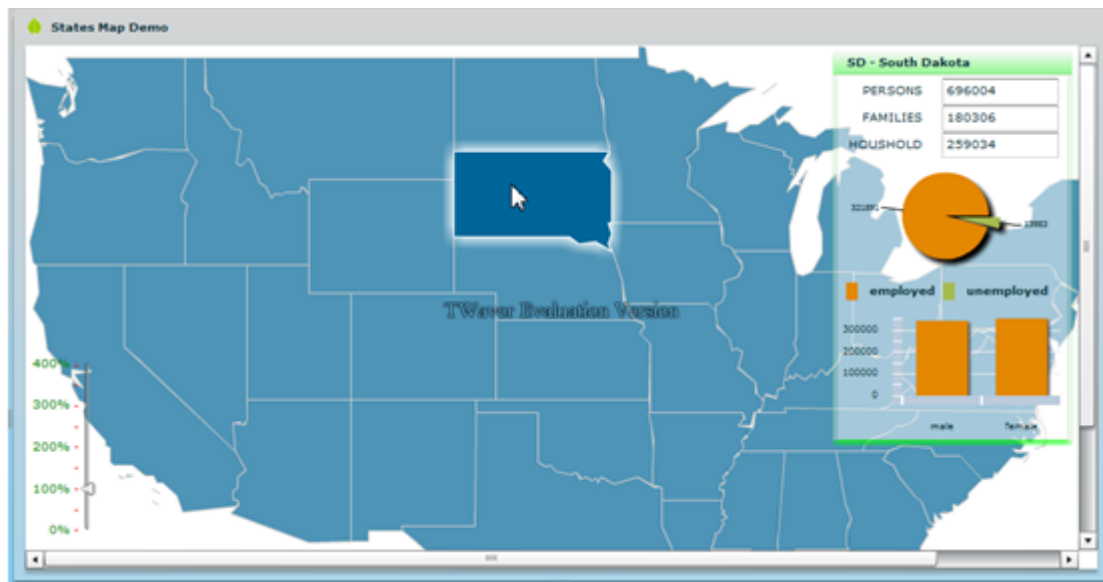 States Map Demo
SD - South Dakota
PERSONS 696004
FAMILIES 180306
HOUSHOLD 259034
employed unemployed
TWaver Evaluation Version
300000
200000
100000
0
male female
400%
300%
200%
100%
0%